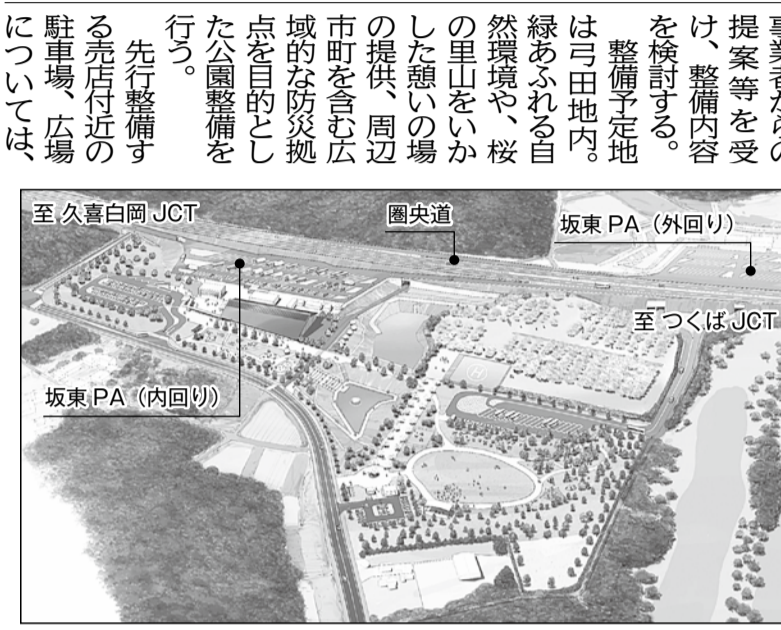 事業者からの
提案等を受
け、整備内容
を検討する。
　整備予定地
は弓田地内。
緑あふれる自
然環境や、桜
の里山をいか
した憩いの場
の提供、周辺
市町を含む広
域的な防災拠
点を目的とし
た公園整備を
行う。
　先行整備す
る売店付近の
駐車場、広場
については、
至 久喜白岡 JCT
圏央道
坂東 PA（外回り）
至 つくば JCT
坂東 PA（内回り）
H